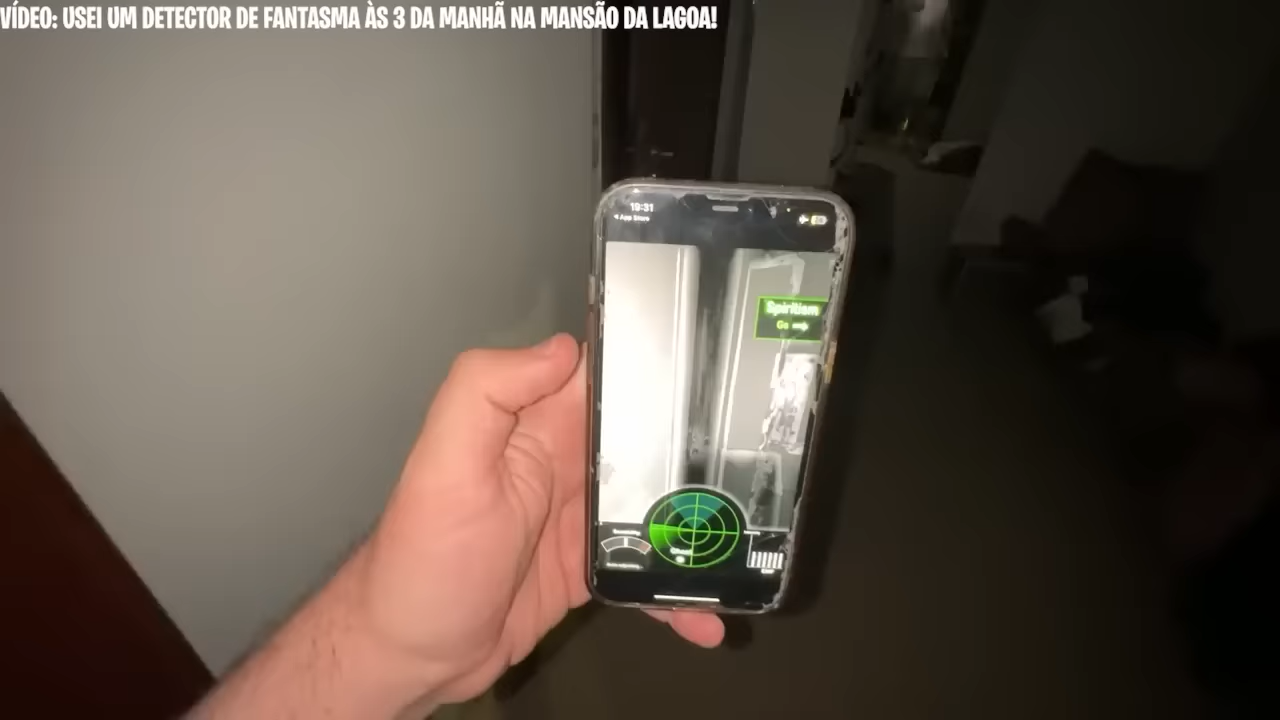 VÍDEO: USEI UM DETECTOR DE FANTASMA ÀS 3 DA MANHÃ NA MANSÃO DA LAGOA!
19:31
◀ App Store
Spiritism
Go
Ghost